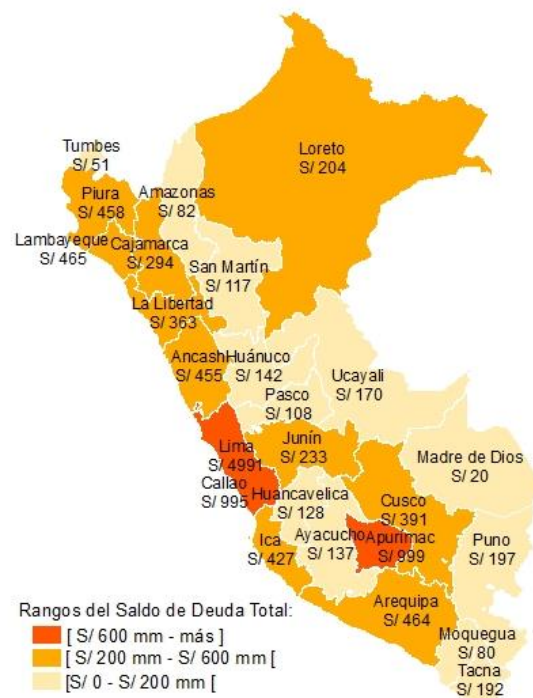 Loreto
S/ 204
Tumbes
S/ 51
Piura
S/ 458
Amazonas
S/ 82
Lambayeque
S/ 465
Cajamarca
S/ 294
San Martín
S/ 117
La Libertad
S/ 363
Ancash
S/ 455
Huánuco
S/ 142
Ucayali
S/ 170
Pasco
S/ 108
Lima
S/ 4991
Callao
S/ 995
Junín
S/ 233
Madre de Dios
S/ 20
Huancavelica
S/ 128
Cusco
S/ 391
Ica
S/ 427
Ayacucho
S/ 137
Apurimac
S/ 999
Puno
S/ 197
Arequipa
S/ 464
Moquegua
S/ 80
Tacna
S/ 192
Rangos del Saldo de Deuda Total:
[ S/ 600 mm - más ]
[ S/ 200 mm - S/ 600 mm [
[S/ 0 - S/ 200 mm [